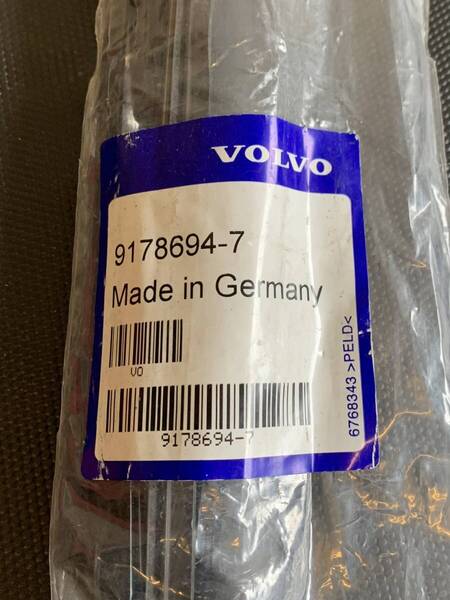 VOLVO
9178694-7
Made in Germany
VO
9178694-7
6768343 >PELD<